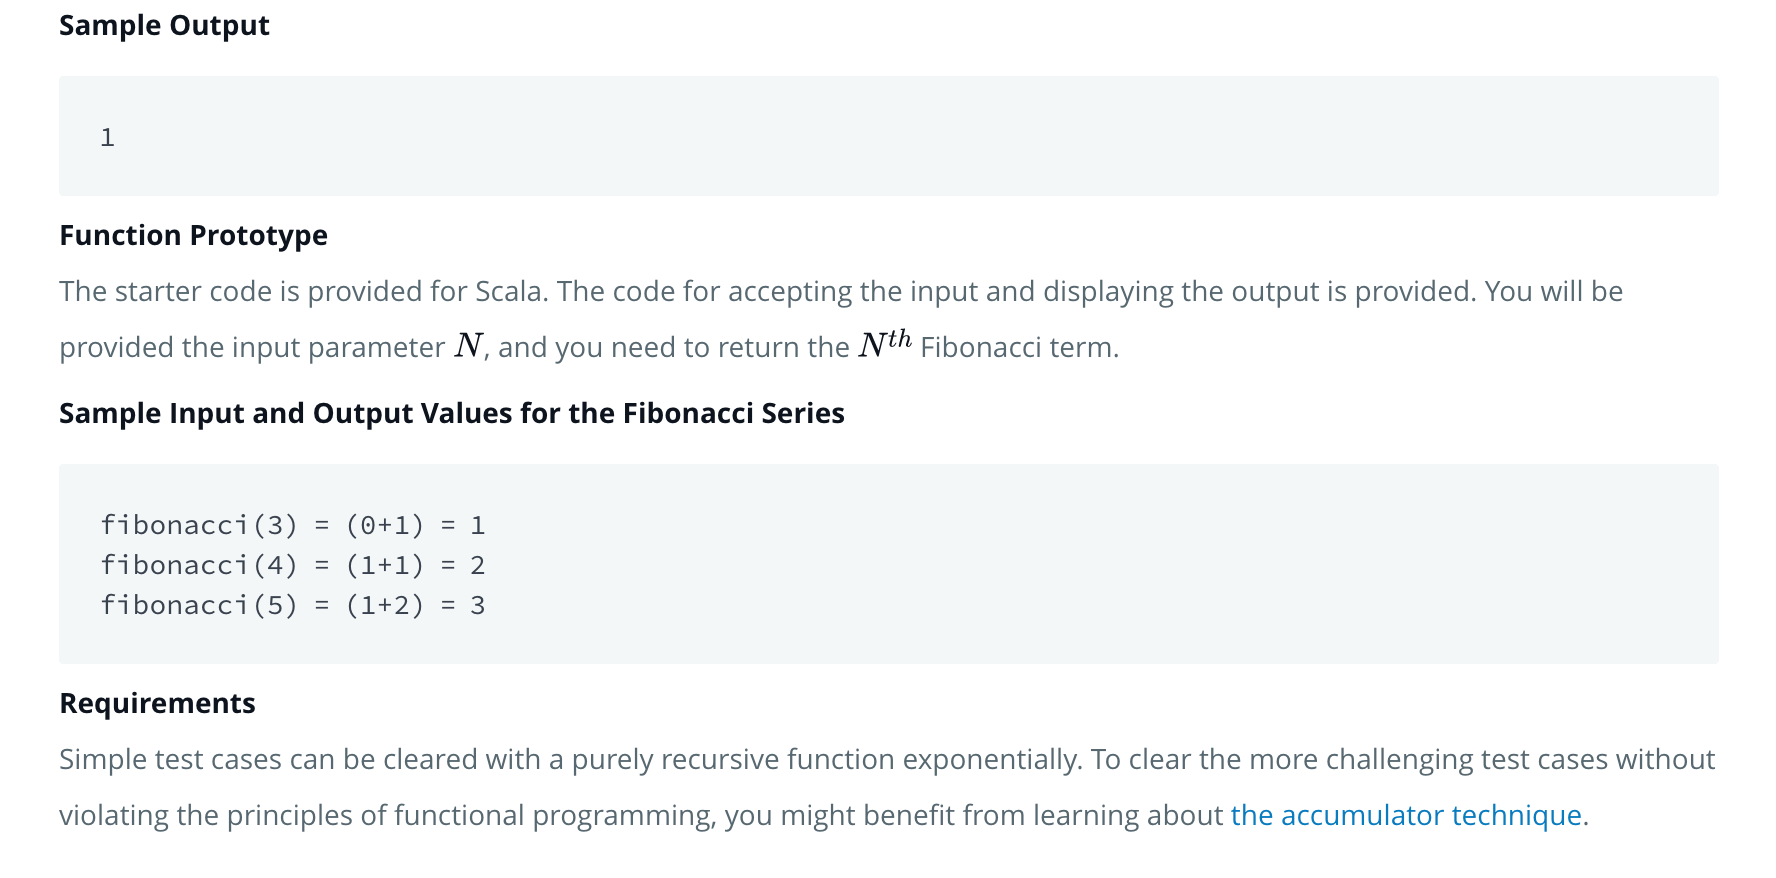 Sample Output
1
Function Prototype
The starter code is provided for Scala. The code for accepting the input and displaying the output is provided. You will be
provided the input parameter N, and you need to return the Nth Fibonacci term.
Sample Input and Output Values for the Fibonacci Series
fibonacci(3) = (0+1) = 1
fibonacci(4) = (1+1) = 2
fibonacci(5) = (1+2) = 3
Requirements
Simple test cases can be cleared with a purely recursive function exponentially. To clear the more challenging test cases without
violating the principles of functional programming, you might benefit from learning about the accumulator technique.